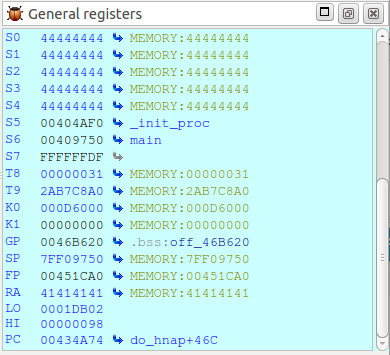 General registers
S0 44444444 MEMORY:44444444
S1 44444444 MEMORY:44444444
S2 44444444 MEMORY:44444444
S3 44444444 MEMORY:44444444
S4 44444444 MEMORY:44444444
S5 00404AF0 _init_proc
S6 00409750 main
S7 FFFFFFDF
T8 00000031 MEMORY:00000031
T9 2AB7C8A0 MEMORY:2AB7C8A0
K0 000D6000 MEMORY:000D6000
K1 00000000 MEMORY:00000000
GP 0046B620 .bss:off_46B620
SP 7FF09750 MEMORY:7FF09750
FP 00451CA0 MEMORY:00451CA0
RA 41414141 MEMORY:41414141
LO 0001DB02
HI 00000098
PC 00434A74 do_hnap+46C